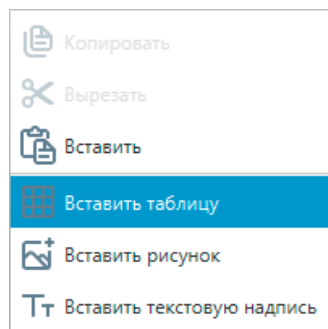 Копировать
Вырезать
Вставить
Вставить таблицу
Вставить рисунок
Вставить текстовую надпись